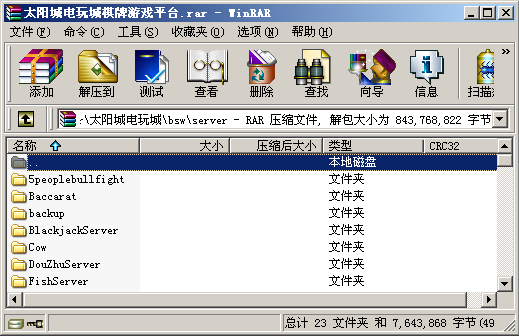 太阳城电玩城棋牌游戏平台.rar - WinRAR
文件(F) 命令(C) 工具(S) 收藏夹(O) 选项(N) 帮助(H)
添加 解压到 测试 查看 删除 查找 向导 信息 扫描
:\太阳城电玩城\bsw\server - RAR 压缩文件, 解包大小为 843,768,822 字节
名称 大小 压缩后大小 类型 CRC32
.. 本地磁盘
5peoplebullfight 文件夹
Baccarat 文件夹
backup 文件夹
BlackjackServer 文件夹
Cow 文件夹
DouZhuServer 文件夹
FishServer 文件夹
总计 23 文件夹 和 7,643,868 字节(49